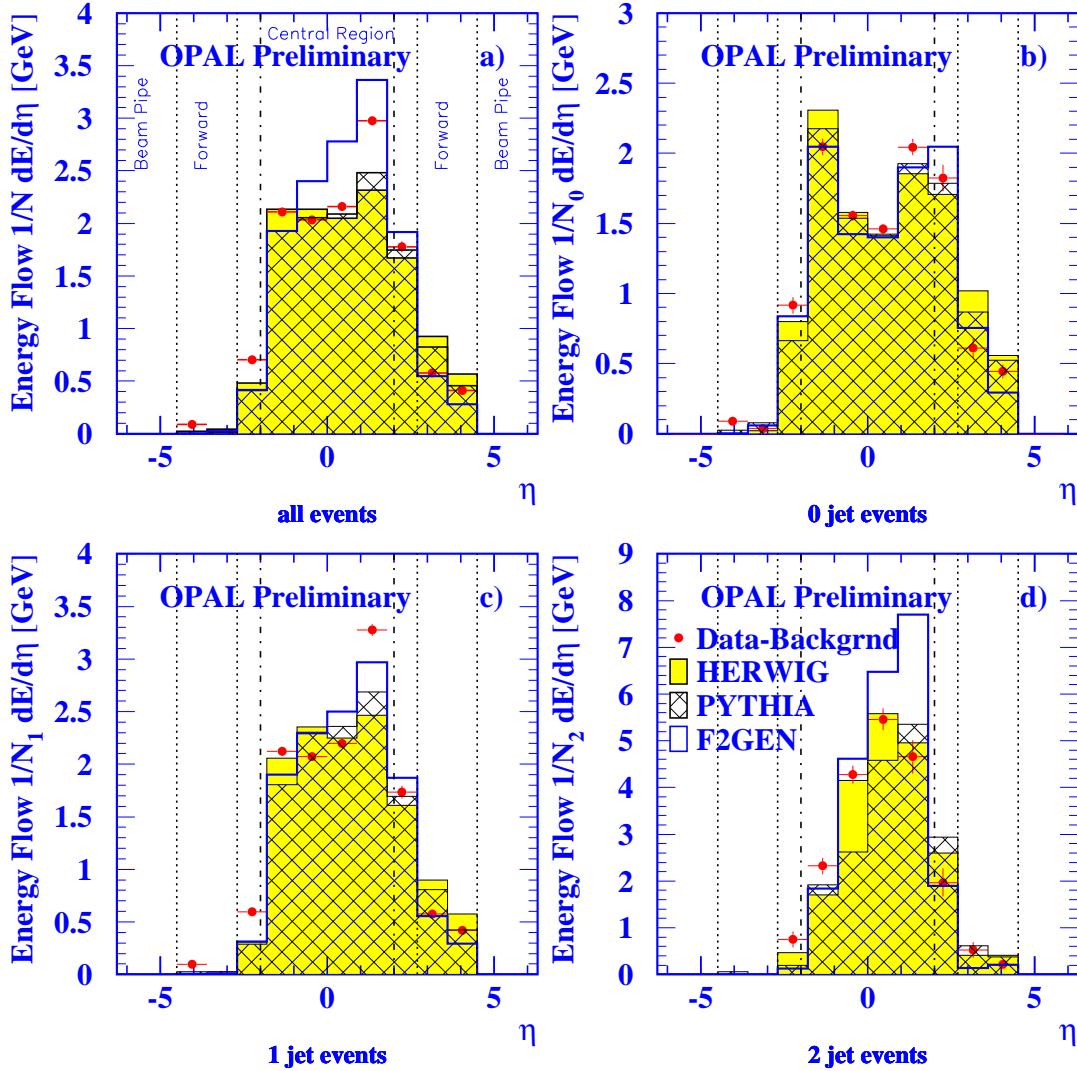 Energy Flow 1/N dE/dη [GeV]
4
3.5
3
2.5
2
1.5
1
0.5
0
Central Region
OPAL Preliminary
a)
Beam Pipe
Forward
Forward
Beam Pipe
-5
0
5
η
all events
Energy Flow 1/N_0 dE/dη [GeV]
3
2.5
2
1.5
1
0.5
0
OPAL Preliminary
b)
-5
0
5
η
0 jet events
Energy Flow 1/N_1 dE/dη [GeV]
4
3.5
3
2.5
2
1.5
1
0.5
0
OPAL Preliminary
c)
-5
0
5
η
1 jet events
Energy Flow 1/N_2 dE/dη [GeV]
9
8
7
6
5
4
3
2
1
0
OPAL Preliminary
d)
Data-Backgrnd
HERWIG
PYTHIA
F2GEN
-5
0
5
η
2 jet events